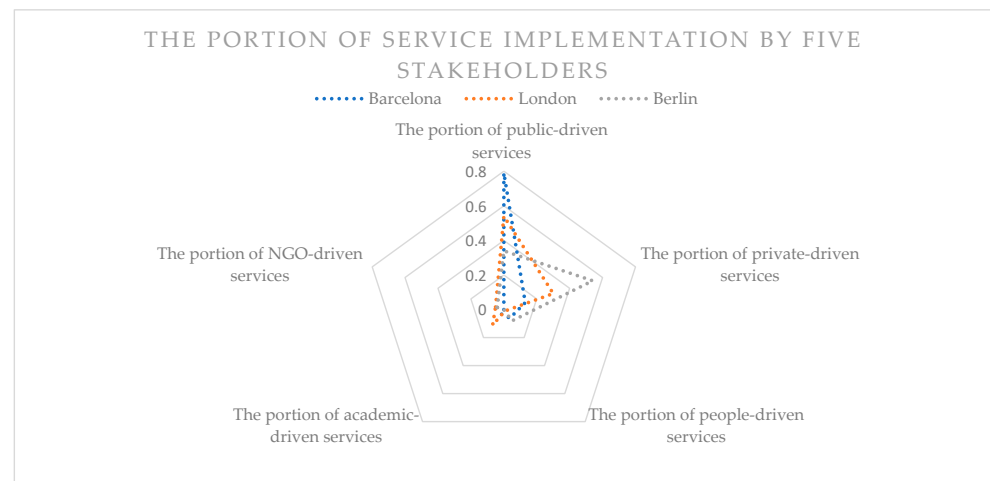 THE PORTION OF SERVICE IMPLEMENTATION BY FIVE
STAKEHOLDERS
Barcelona London Berlin
The portion of public-driven
services
0.8
0.6
0.4
0.2
0
The portion of NGO-driven
services
The portion of private-driven
services
The portion of academic-
driven services
The portion of people-driven
services